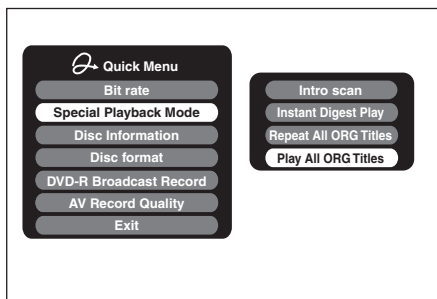 Quick Menu
Bit rate
Special Playback Mode
Disc Information
Disc format
DVD-R Broadcast Record
AV Record Quality
Exit
Intro scan
Instant Digest Play
Repeat All ORG Titles
Play All ORG Titles